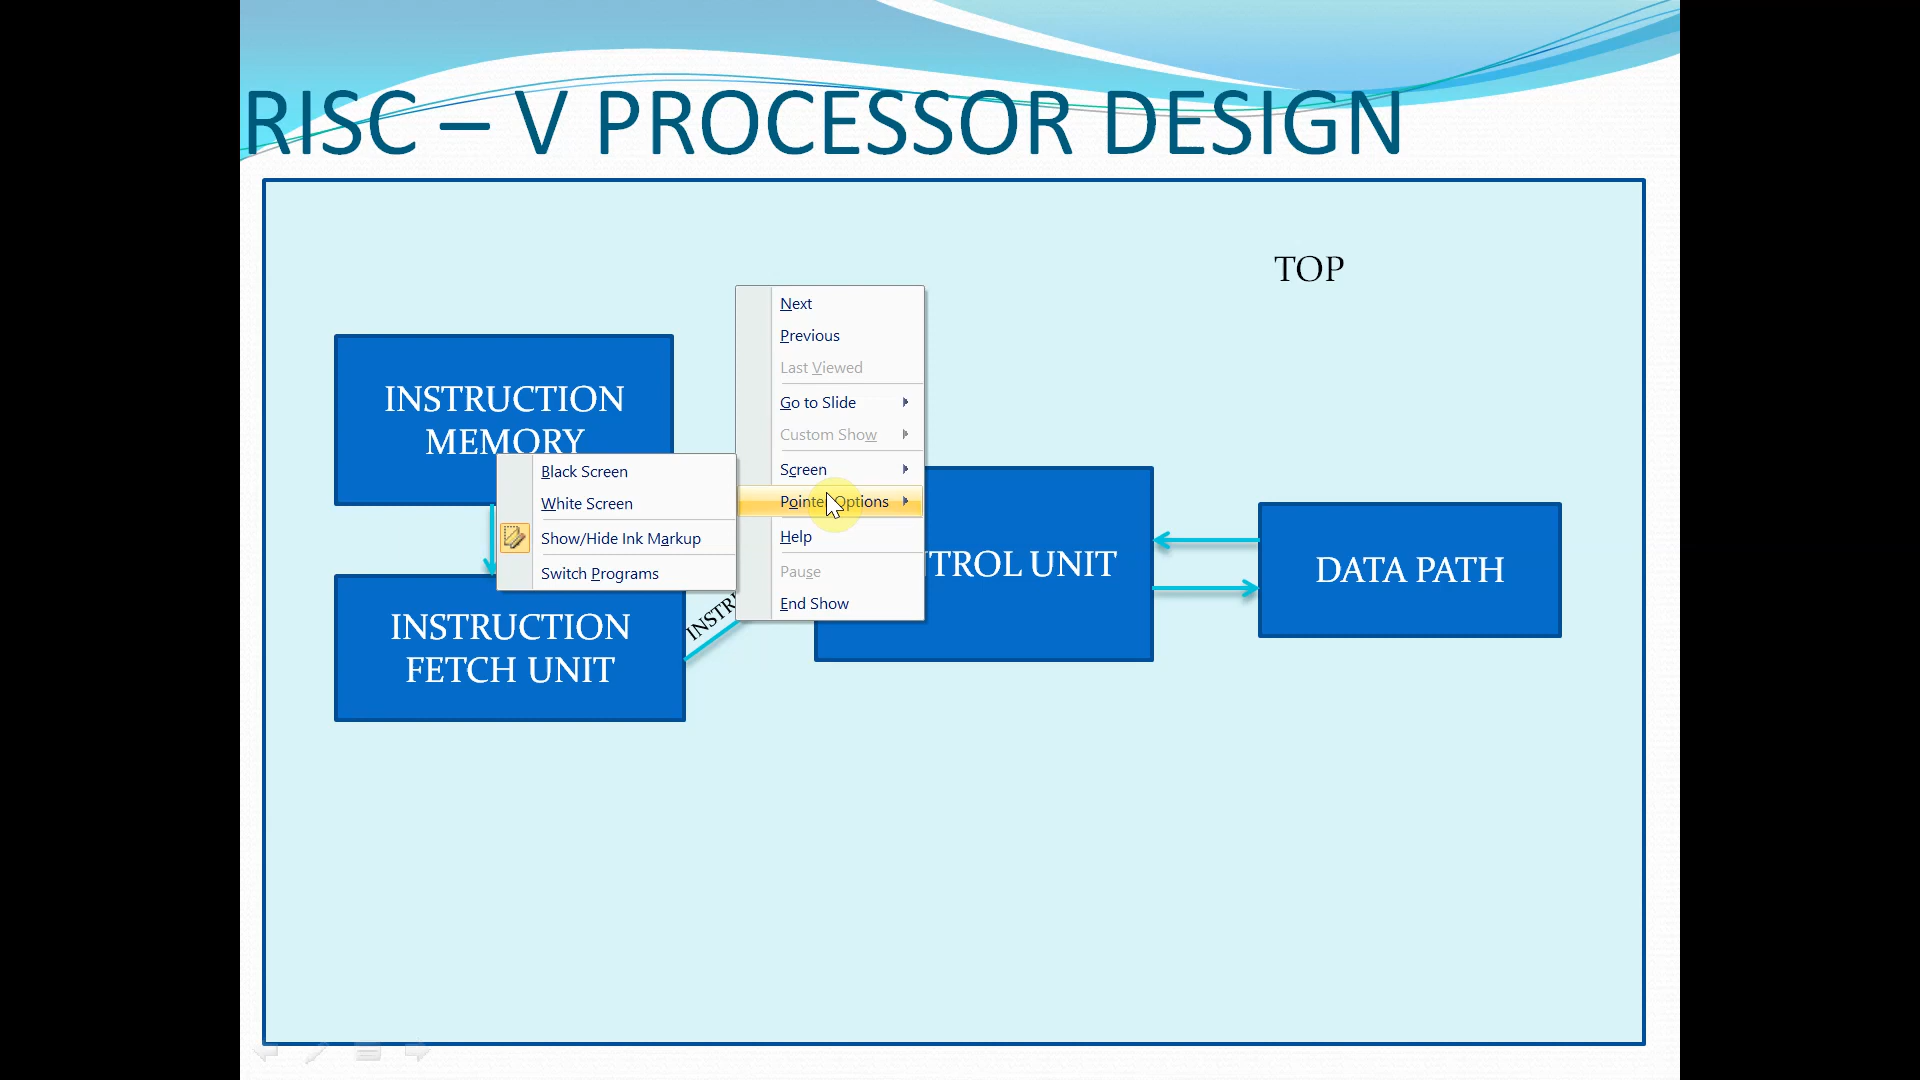 RISC – V PROCESSOR DESIGN
TOP
INSTRUCTION
MEMORY
Next
Previous
Last Viewed
Go to Slide
Custom Show
Screen
Pointer Options
Help
Pause
End Show
Black Screen
White Screen
Show/Hide Ink Markup
Switch Programs
INSTRUCTION
FETCH UNIT
INSTR
TROL UNIT
DATA PATH